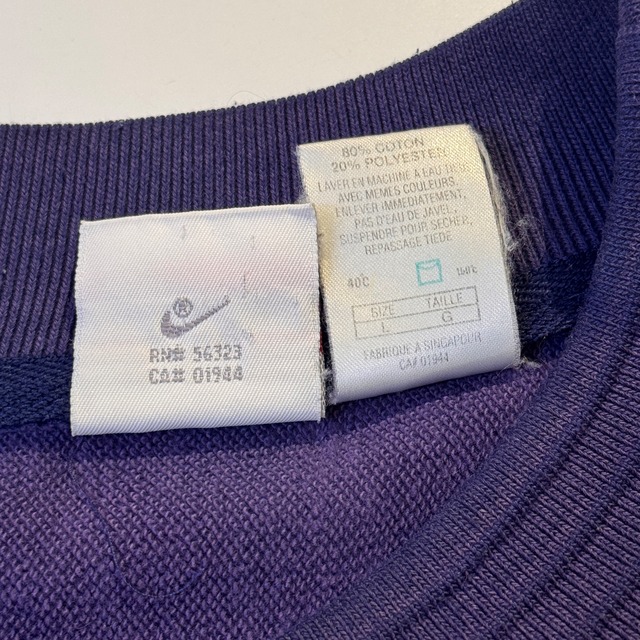 ®
RN# 56323
CA# 01944
80% COTON
20% POLYESTER
LAVER EN MACHINE A EAU
AVEC MEMES COULEURS,
ENLEVER IMMEDIATEMENT
PAS D'EAU DE JAVEL,
SUSPENDRE POUR SECHER,
REPASSAGE TIEDE
40°C
SIZE TAILLE
L G
FABRIQUE A SINGAPOUR
CA# 01944